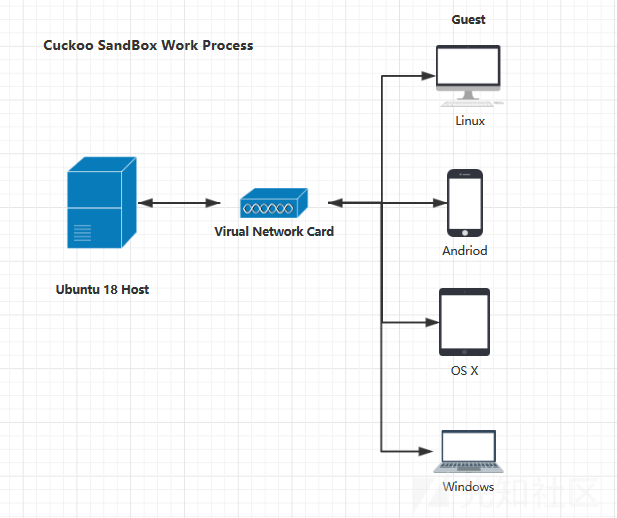 Guest
Cuckoo SandBox Work Process
Linux
Virual Network Card
Andriod
Ubuntu 18 Host
OS X
Windows
先知社区